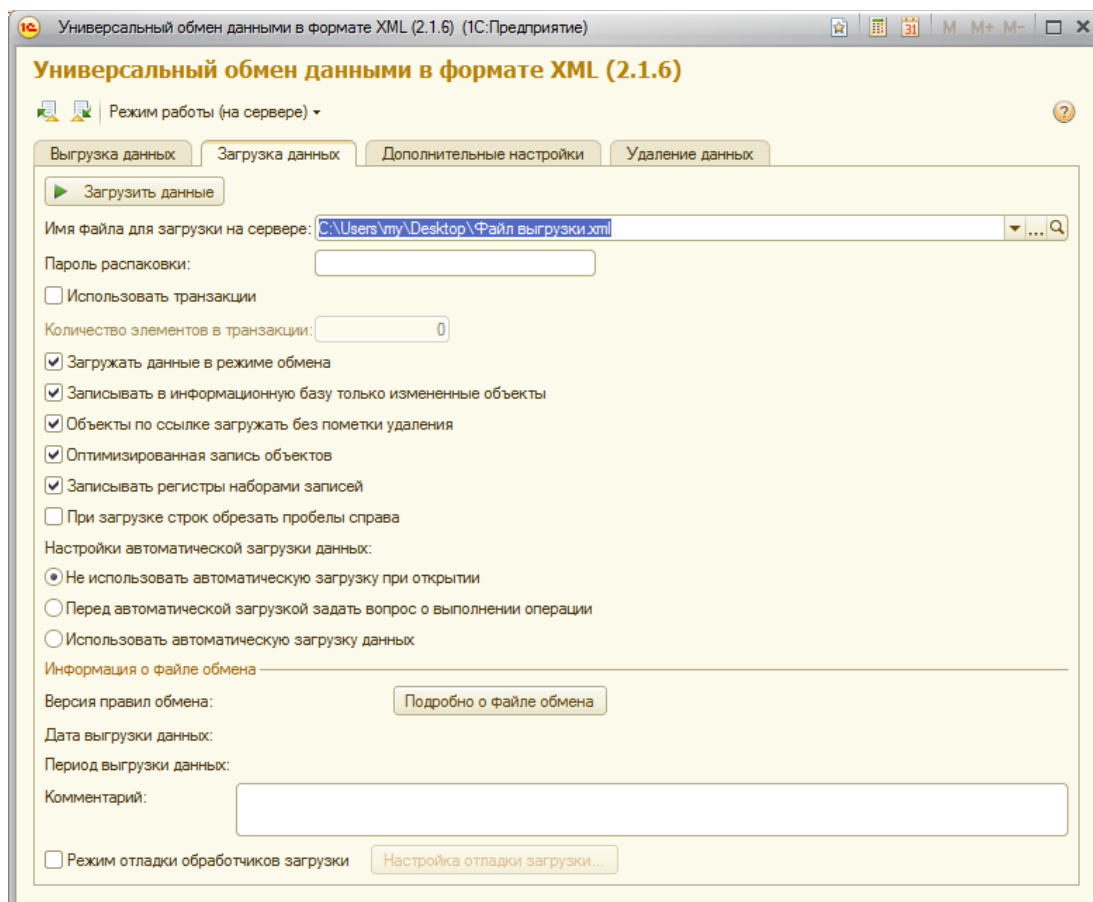 1С Универсальный обмен данными в формате XML (2.1.6) (1С:Предприятие) 31 M M+ M-
Универсальный обмен данными в формате XML (2.1.6)
Режим работы (на сервере) ?
Выгрузка данных Загрузка данных Дополнительные настройки Удаление данных
Загрузить данные
Имя файла для загрузки на сервере: C:\Users\my\Desktop\Файл выгрузки.xml ...
Пароль распаковки:
Использовать транзакции
Количество элементов в транзакции: 0
Загружать данные в режиме обмена
Записывать в информационную базу только измененные объекты
Объекты по ссылке загружать без пометки удаления
Оптимизированная запись объектов
Записывать регистры наборами записей
При загрузке строк обрезать пробелы справа
Настройки автоматической загрузки данных:
Не использовать автоматическую загрузку при открытии
Перед автоматической загрузкой задать вопрос о выполнении операции
Использовать автоматическую загрузку данных
Информация о файле обмена
Версия правил обмена: Подробно о файле обмена
Дата выгрузки данных:
Период выгрузки данных:
Комментарий:
Режим отладки обработчиков загрузки Настройка отладки загрузки...